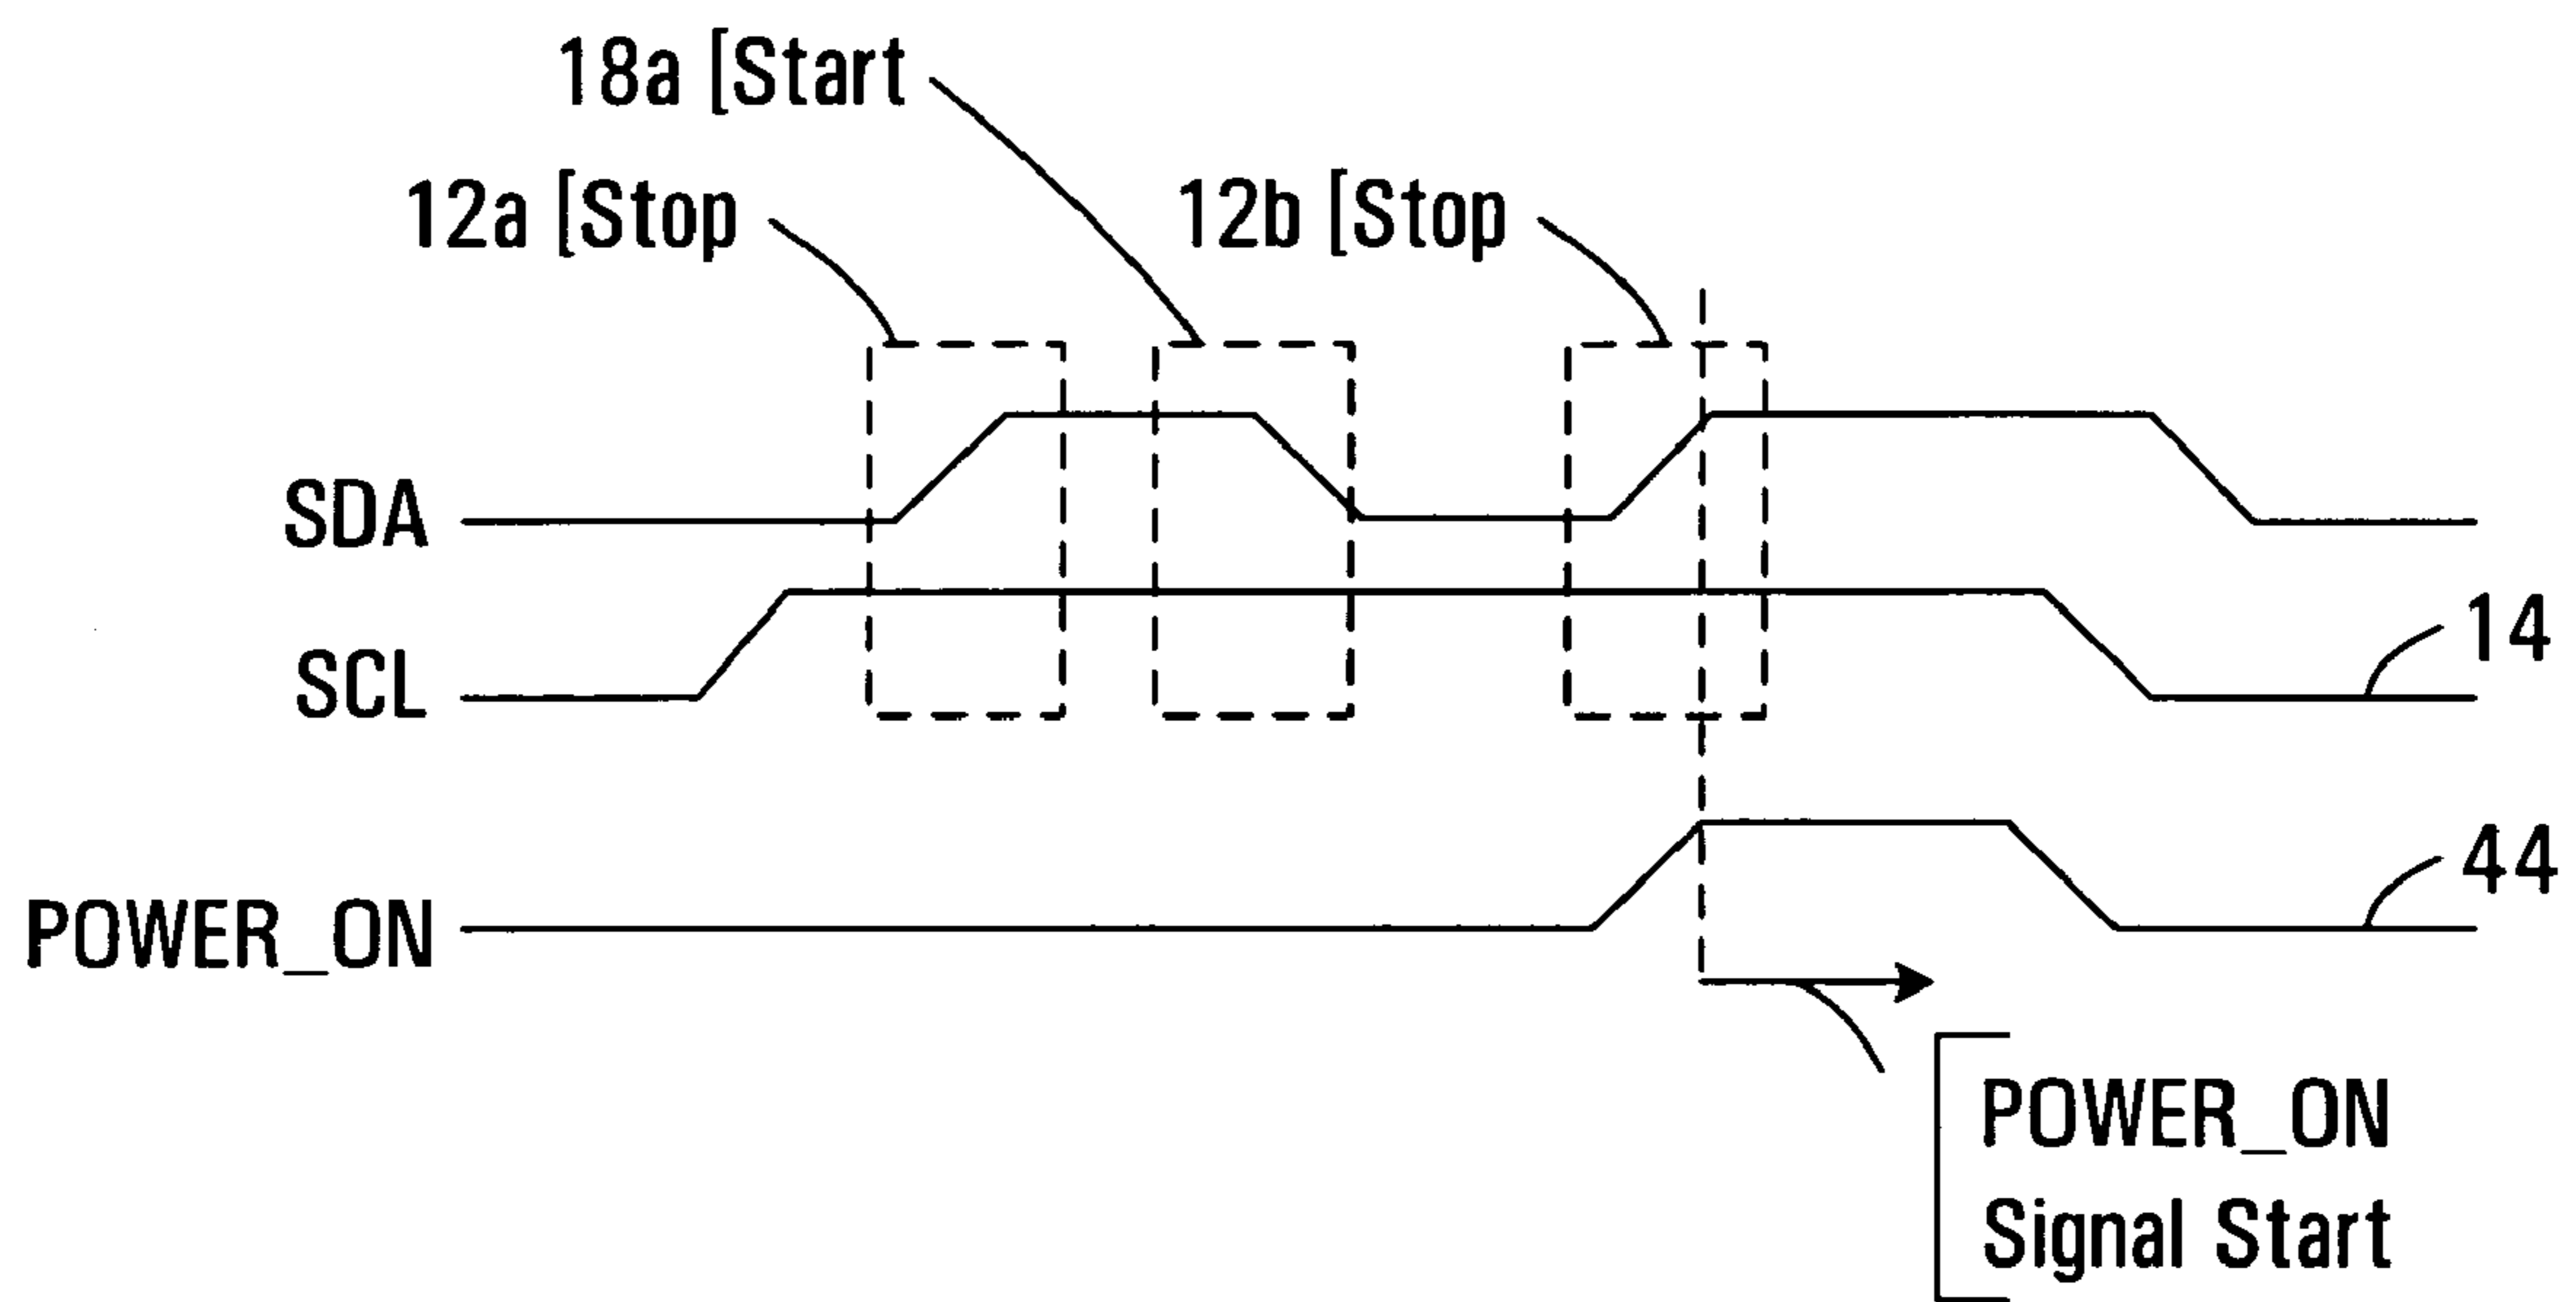 18a [Start
12a [Stop
12b [Stop
SDA
SCL
14
POWER_ON
44
POWER_ON
Signal Start